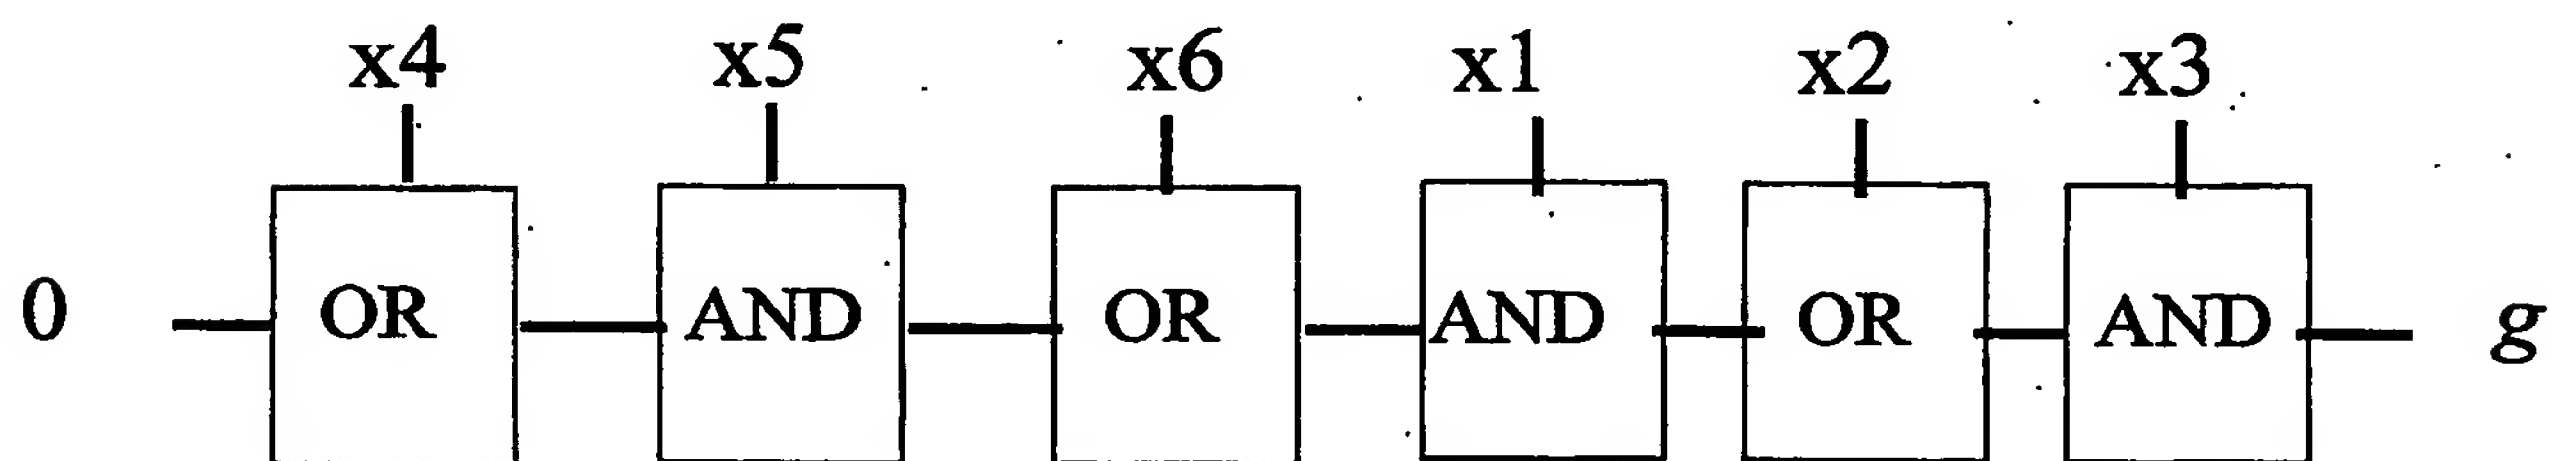 x4 x5 x6 x1 x2 x3
0 OR AND OR AND OR AND g